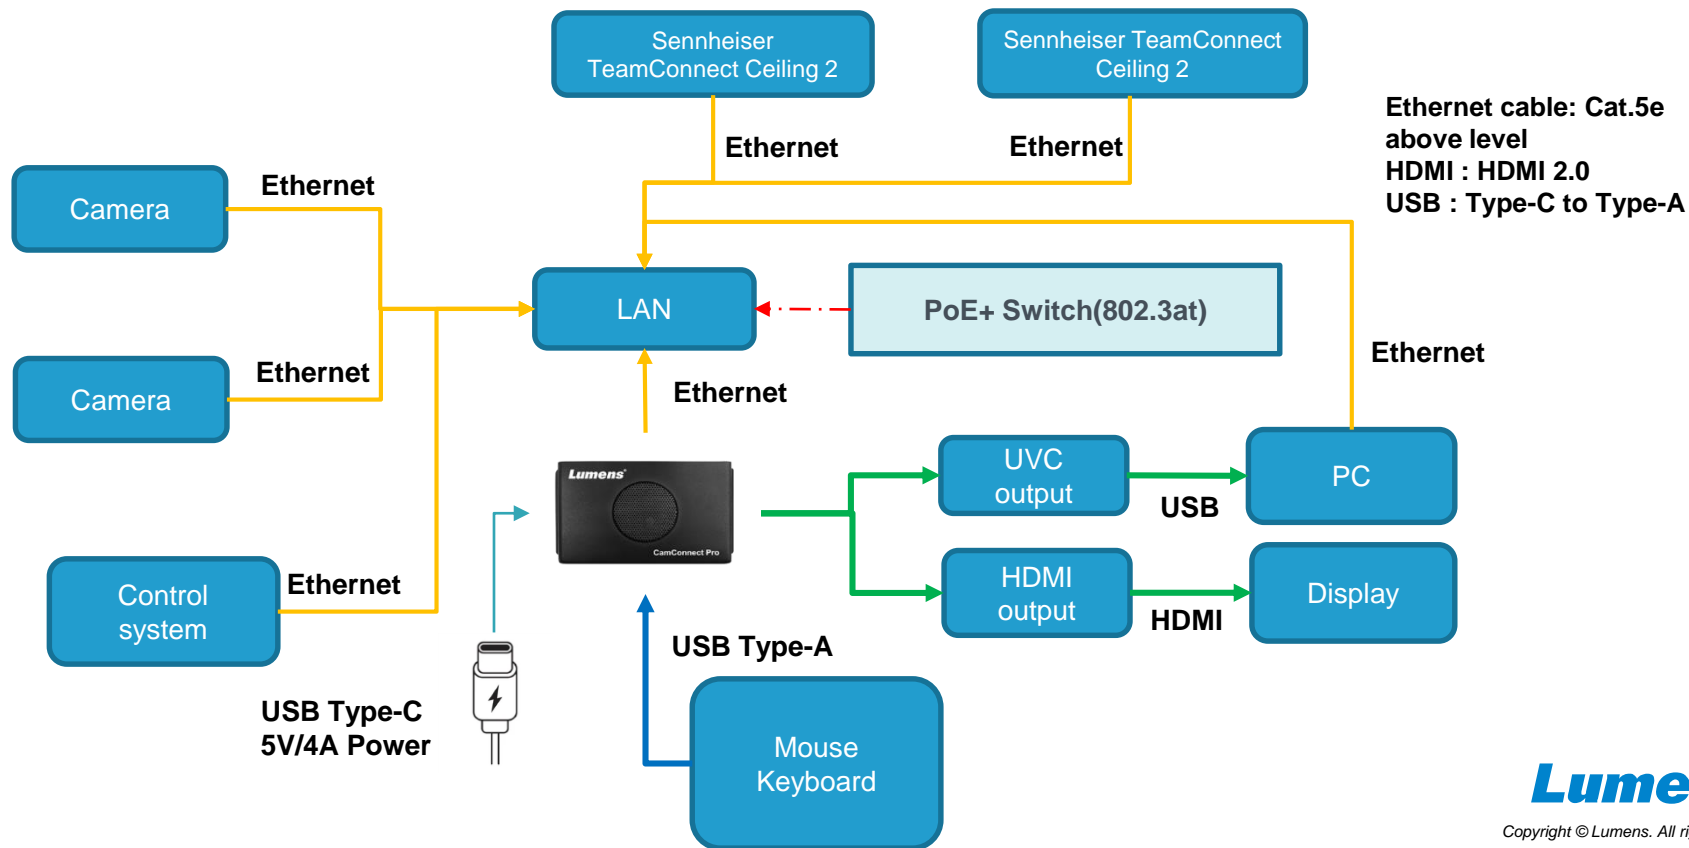 Sennheiser
TeamConnect Ceiling 2
Sennheiser TeamConnect
Ceiling 2
Ethernet cable: Cat.5e
above level
HDMI : HDMI 2.0
USB : Type-C to Type-A
Ethernet
Ethernet
Camera
Ethernet
LAN
PoE+ Switch(802.3at)
Camera
Ethernet
Ethernet
Ethernet
Lumens
CamConnect Pro
UVC
output
USB
PC
Control
system
Ethernet
HDMI
output
HDMI
Display
USB Type-C
5V/4A Power
USB Type-A
Mouse
Keyboard
Lume
Copyright © Lumens. All ri